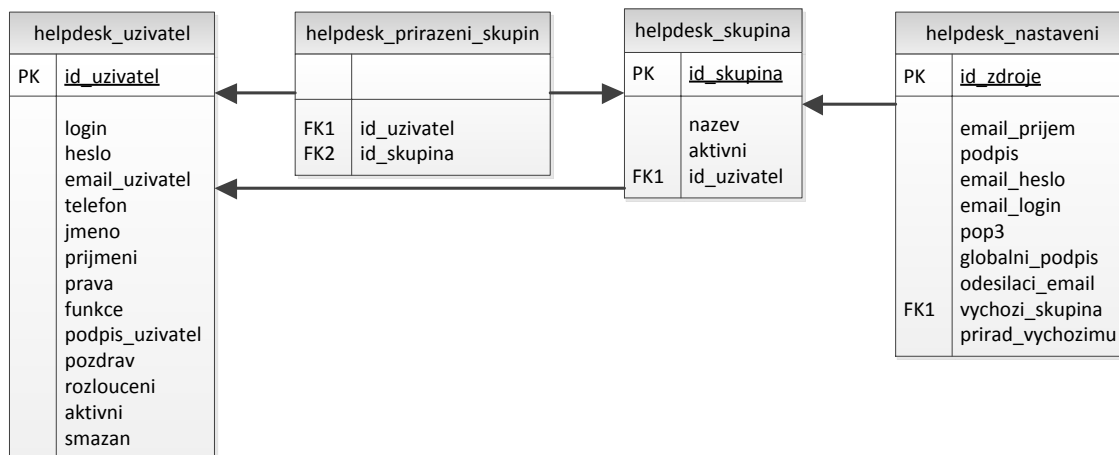 helpdesk_uzivatel
PK id_uzivatel
login
heslo
email_uzivatel
telefon
jmeno
prijmeni
prava
funkce
podpis_uzivatel
pozdrav
rozlouceni
aktivni
smazan
helpdesk_prirazeni_skupin
FK1 id_uzivatel
FK2 id_skupina
helpdesk_skupina
PK id_skupina
nazev
aktivni
FK1 id_uzivatel
helpdesk_nastaveni
PK id_zdroje
email_prijem
podpis
email_heslo
email_login
pop3
globalni_podpis
odesilaci_email
FK1 vychozi_skupina
prirad_vychozimu